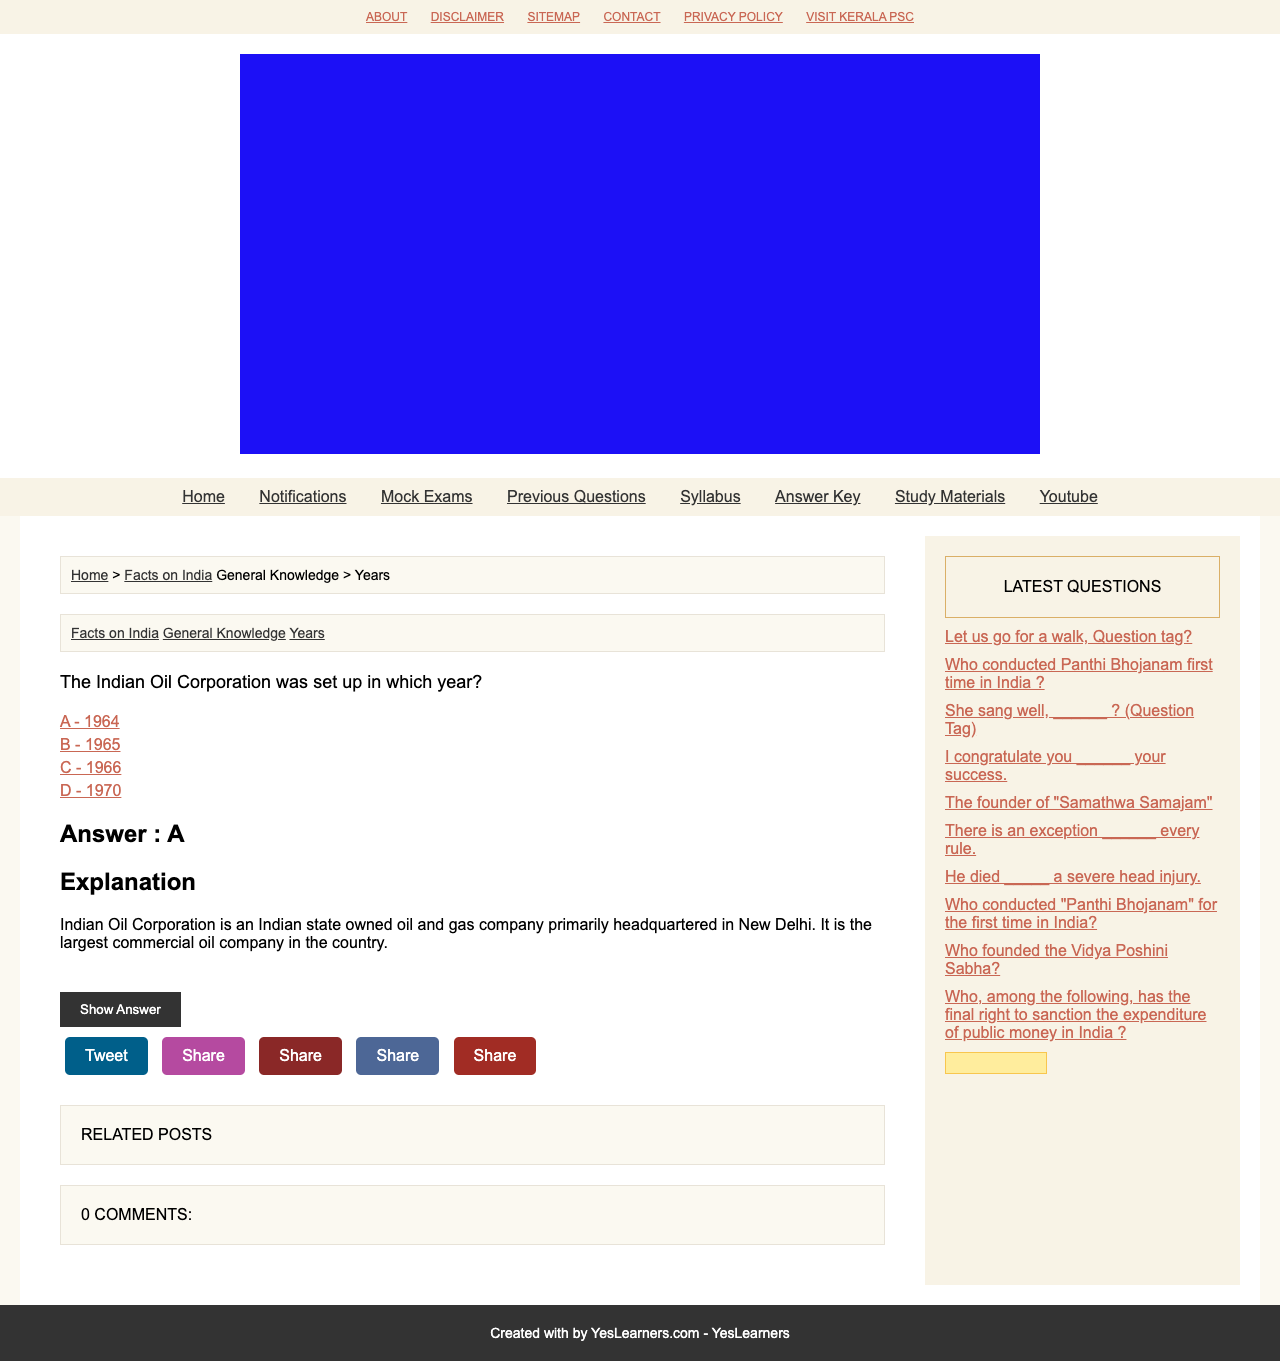 ABOUT DISCLAIMER SITEMAP CONTACT PRIVACY POLICY VISIT KERALA PSC
Home Notifications Mock Exams Previous Questions Syllabus Answer Key Study Materials Youtube
Home > Facts on India General Knowledge > Years
Facts on India General Knowledge Years
The Indian Oil Corporation was set up in which year?
A - 1964
B - 1965
C - 1966
D - 1970
Answer : A
Explanation
Indian Oil Corporation is an Indian state owned oil and gas company primarily headquartered in New Delhi. It is the
largest commercial oil company in the country.
Show Answer
Tweet Share Share Share Share
RELATED POSTS
0 COMMENTS:
LATEST QUESTIONS
Let us go for a walk, Question tag?
Who conducted Panthi Bhojanam first
time in India ?
She sang well, ______ ? (Question
Tag)
I congratulate you ______ your
success.
The founder of "Samathwa Samajam"
There is an exception ______ every
rule.
He died _____ a severe head injury.
Who conducted "Panthi Bhojanam" for
the first time in India?
Who founded the Vidya Poshini
Sabha?
Who, among the following, has the
final right to sanction the expenditure
of public money in India ?
Created with by YesLearners.com - YesLearners